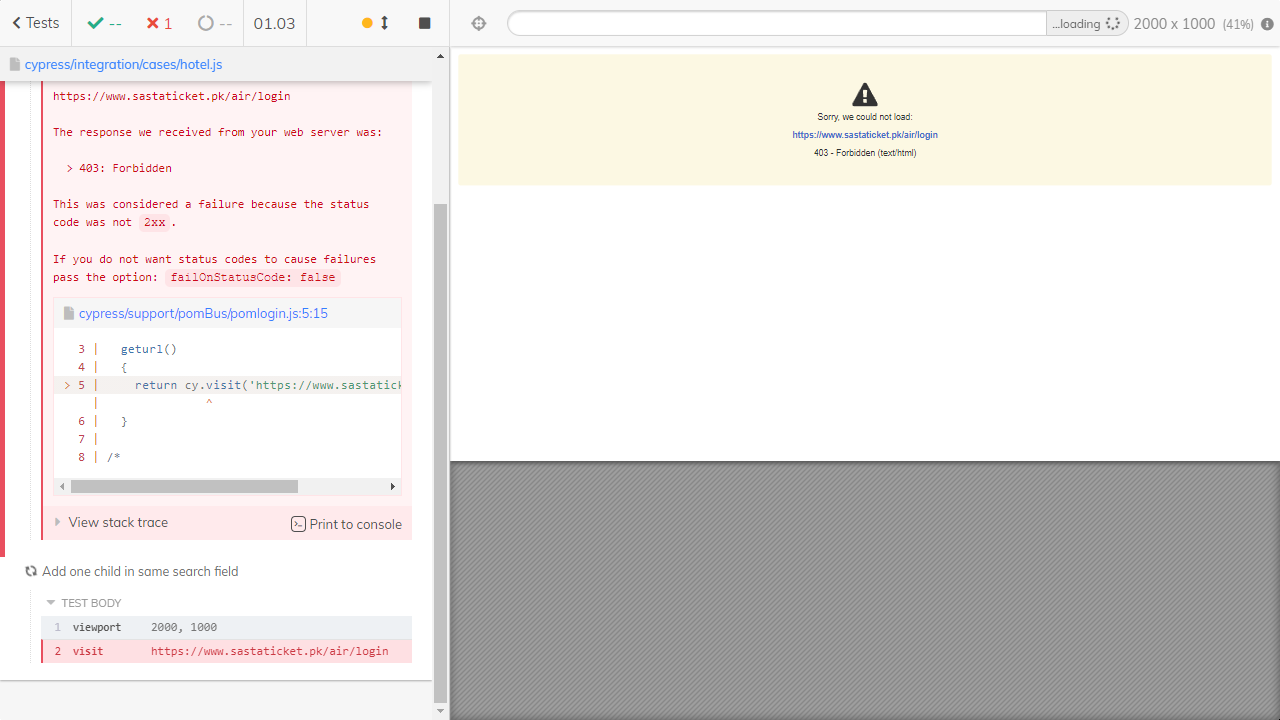 Tests
--
1
--
01.03
...loading
2000 x 1000 (41%)
cypress/integration/cases/hotel.js
https://www.sastaticket.pk/air/login
The response we received from your web server was:
> 403: Forbidden
This was considered a failure because the status
code was not 2xx.
If you do not want status codes to cause failures
pass the option: failOnStatusCode: false
cypress/support/pomBus/pomlogin.js:5:15
3 | geturl()
4 | {
> 5 | return cy.visit('https://www.sastatick
| ^
6 | }
7 |
8 | /*
View stack trace
Print to console
Add one child in same search field
TEST BODY
1 viewport 2000, 1000
2 visit https://www.sastaticket.pk/air/login
Sorry, we could not load:
https://www.sastaticket.pk/air/login
403 - Forbidden (text/html)